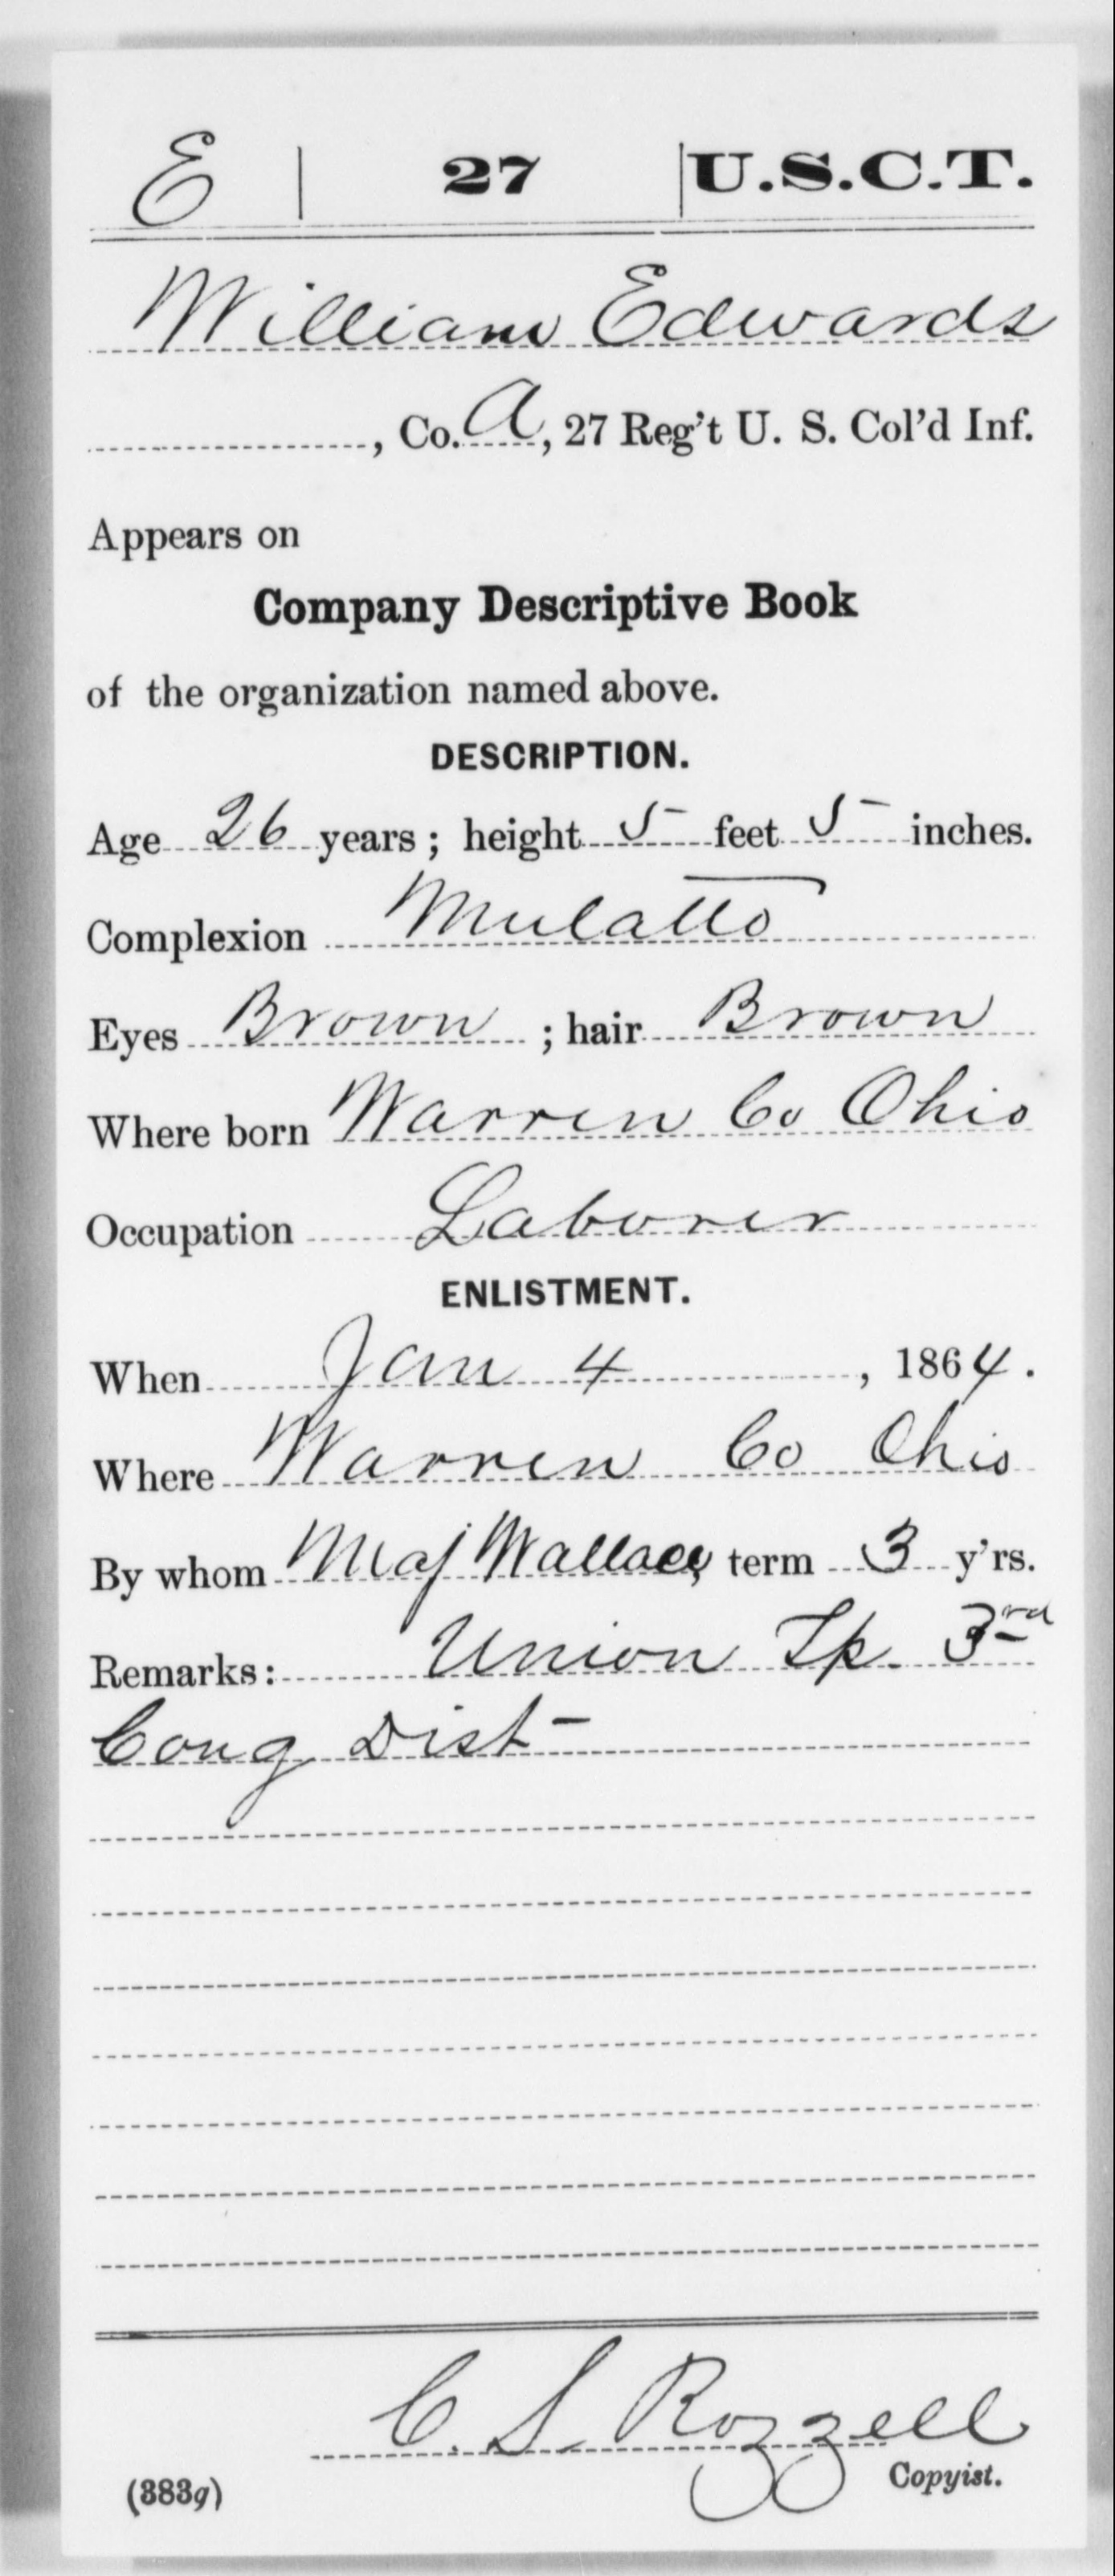 E | 27 | U.S.C.T.
William Edwards
, Co. A, 27 Reg't U. S. Col'd Inf.
Appears on
Company Descriptive Book
of the organization named above.
DESCRIPTION.
Age 26 years; height 5 feet 5 inches.
Complexion Mulatto
Eyes Brown; hair Brown
Where born Warren Co Ohio
Occupation Laborer
ENLISTMENT.
When Jan 4, 1864.
Where Warren Co Ohio
By whom Maj Wallace, term 3 y'rs.
Remarks: Union Tp. 3rd
Cong Dist
C. S. Rozzell
Copyist.
(383g)